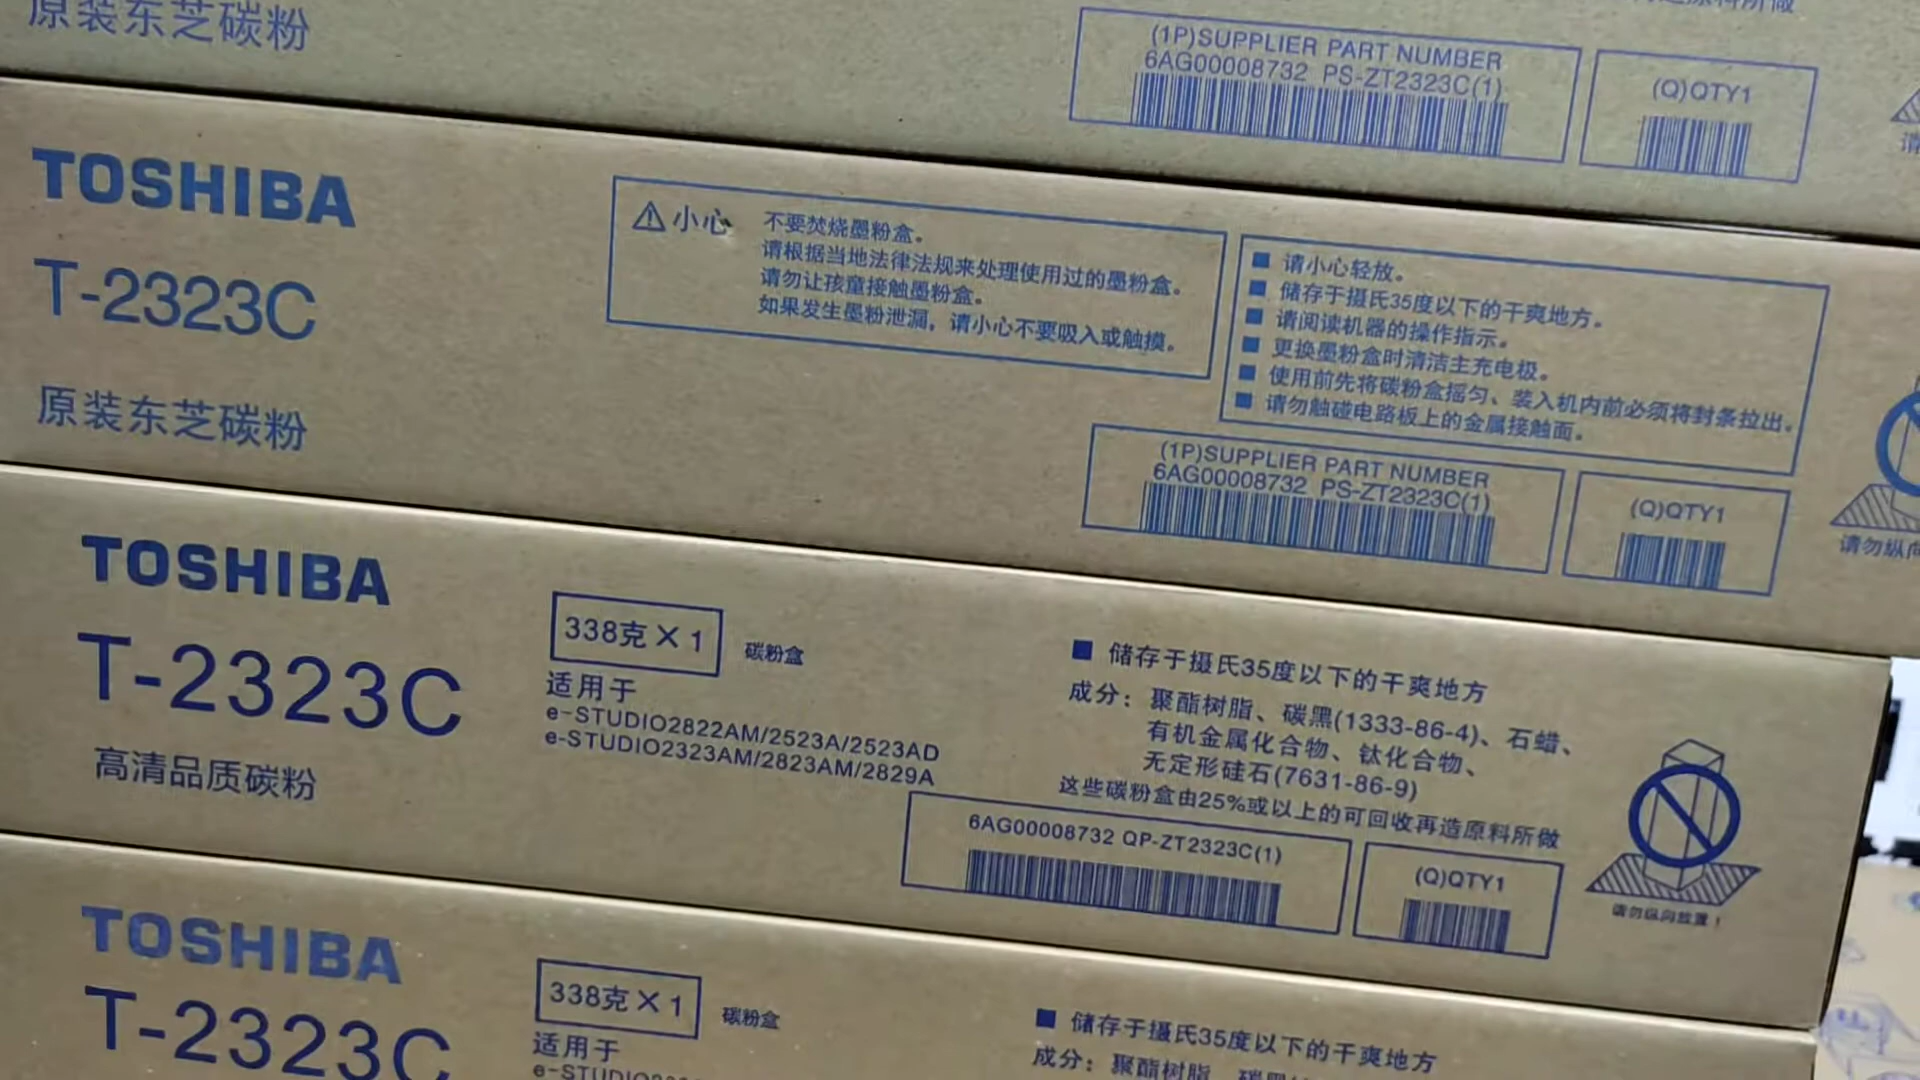 原装东芝碳粉
(1P)SUPPLIER PART NUMBER
6AG00008732 PS-ZT2323C(1)
(Q)QTY1
TOSHIBA
T-2323C
原装东芝碳粉
小心
不要焚烧墨粉盒。
请根据当地法律法规来处理使用过的墨粉盒。
请勿让孩童接触墨粉盒。
如果发生墨粉泄漏，请小心不要吸入或触摸。
■ 请小心轻放。
■ 储存于摄氏35度以下的干爽地方。
■ 请阅读机器的操作指示。
■ 更换墨粉盒时清洁主充电极。
■ 使用前先将碳粉盒摇匀、装入机内前必须将封条拉出。
■ 请勿触碰电路板上的金属接触面。
(1P)SUPPLIER PART NUMBER
6AG00008732 PS-ZT2323C(1)
(Q)QTY1
请勿纵向
TOSHIBA
T-2323C
高清品质碳粉
338克×1
碳粉盒
适用于
e-STUDIO2822AM/2523A/2523AD
e-STUDIO2323AM/2823AM/2829A
■ 储存于摄氏35度以下的干爽地方
成分：聚酯树脂、碳黑(1333-86-4)、石蜡、
有机金属化合物、钛化合物、
无定形硅石(7631-86-9)
这些碳粉盒由25%或以上的可回收再造原料所做
6AG00008732 QP-ZT2323C(1)
(Q)QTY1
请勿纵向放置！
TOSHIBA
T-2323C
338克×1
碳粉盒
适用于
■ 储存于摄氏35度以下的干爽地方
成分：聚酯树脂、碳黑